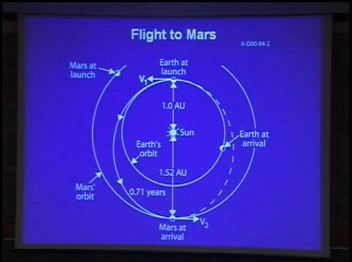 Flight to Mars
A-D00-84-2
Mars at
launch
Earth at
launch
V₁
1.0 AU
Sun
Earth's
orbit
Earth at
arrival
1.52 AU
Mars'
orbit
0.71 years
V₂
Mars at
arrival